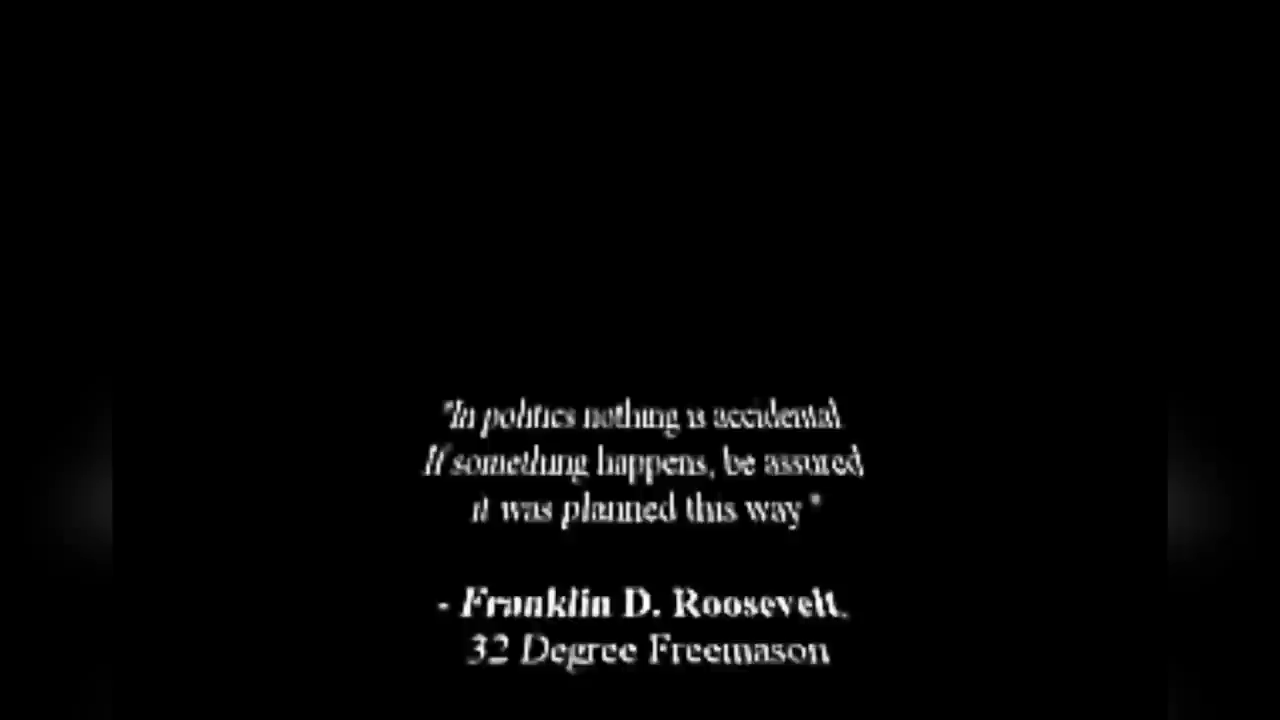 "In politics nothing is accidental
If something happens, be assured
it was planned this way"
- Franklin D. Roosevelt,
32 Degree Freemason